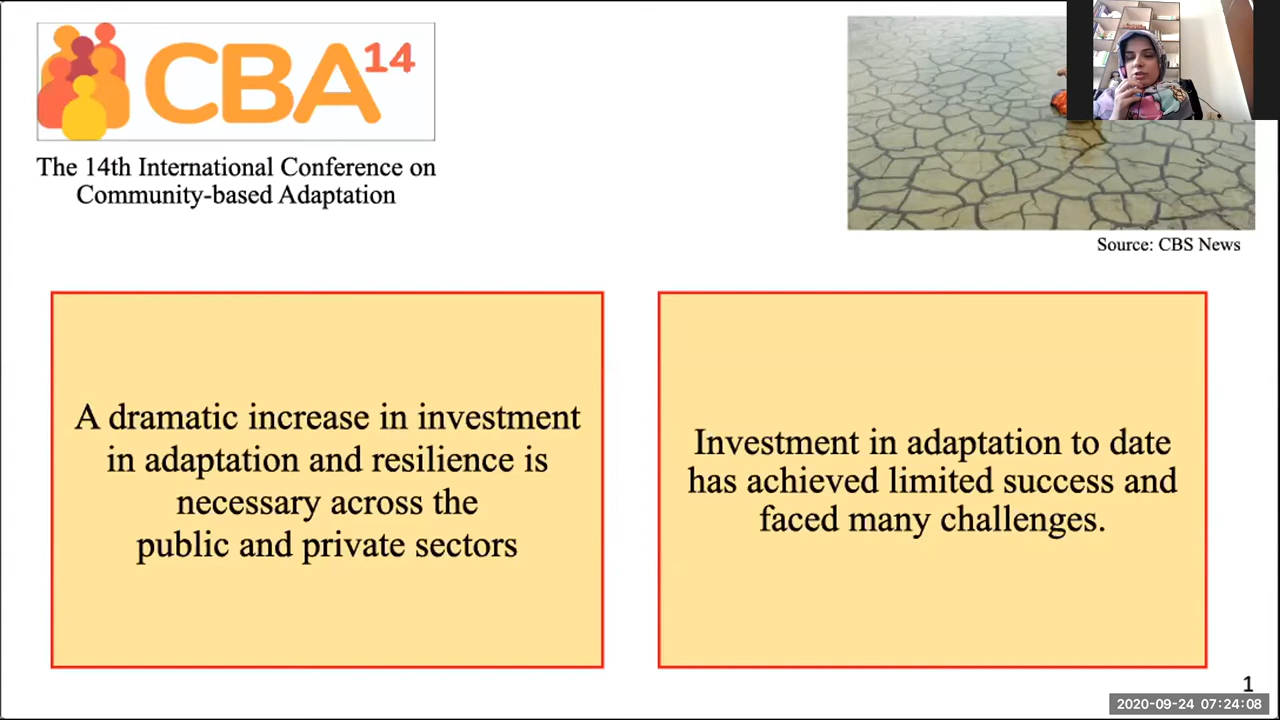 CBA14
The 14th International Conference on
Community-based Adaptation
Source: CBS News
A dramatic increase in investment
in adaptation and resilience is
necessary across the
public and private sectors
Investment in adaptation to date
has achieved limited success and
faced many challenges.
1
2020-09-24 07:24:08